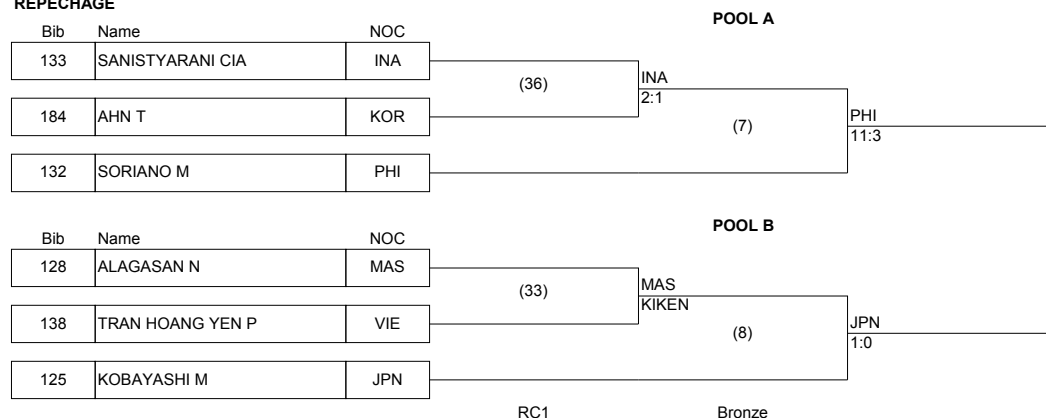 REPECHAGE
POOL A
Bib Name NOC
133 SANISTYARANI CIA INA
(36)
INA
2:1
184 AHN T KOR
(7)
PHI
11:3
132 SORIANO M PHI
POOL B
Bib Name NOC
128 ALAGASAN N MAS
(33)
MAS
KIKEN
138 TRAN HOANG YEN P VIE
(8)
JPN
1:0
125 KOBAYASHI M JPN
RC1 Bronze